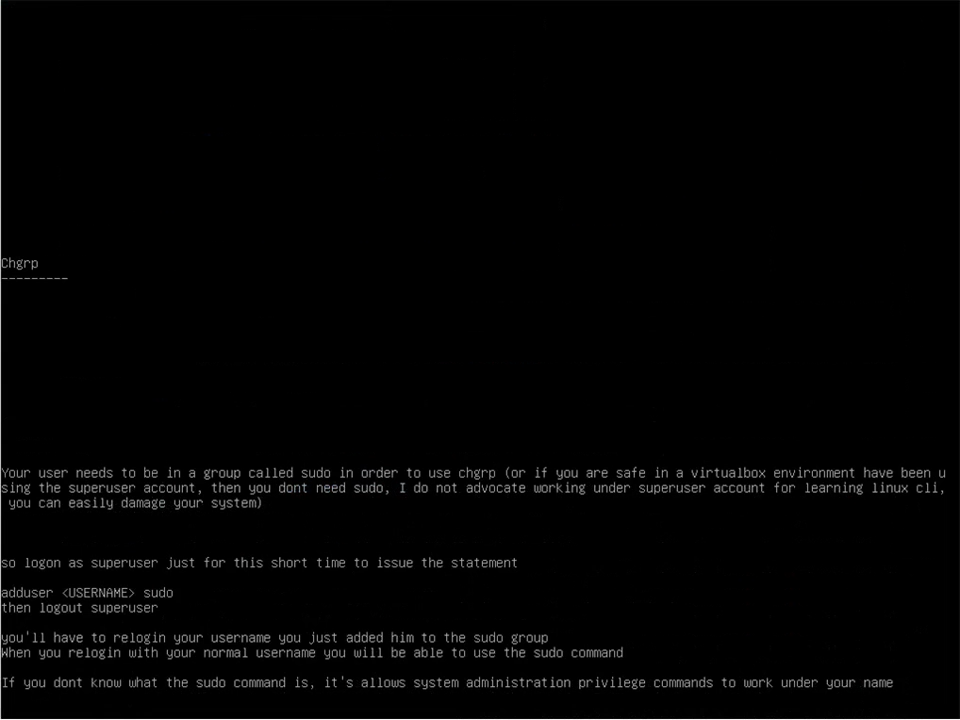 Chgrp
---------
Your user needs to be in a group called sudo in order to use chgrp (or if you are safe in a virtualbox environment have been u
sing the superuser account, then you dont need sudo, I do not advocate working under superuser account for learning linux cli,
 you can easily damage your system)
so logon as superuser just for this short time to issue the statement
adduser <USERNAME> sudo
then logout superuser
you'll have to relogin your username you just added him to the sudo group
When you relogin with your normal username you will be able to use the sudo command
If you dont know what the sudo command is, it's allows system administration privilege commands to work under your name